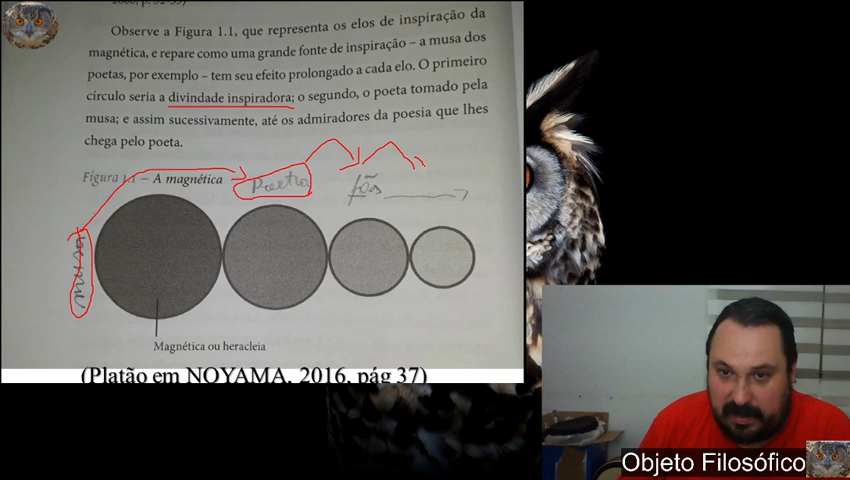 Observe a Figura 1.1, que representa os elos de inspiração da
magnética, e repare como uma grande fonte de inspiração – a musa dos
poetas, por exemplo – tem seu efeito prolongado a cada elo. O primeiro
círculo seria a divindade inspiradora; o segundo, o poeta tomado pela
musa; e assim sucessivamente, até os admiradores da poesia que lhes
chega pelo poeta.
Figura 1.1 – A magnética
Poeta
fãs
musa
Magnética ou heracleia
(Platão em NOYAMA, 2016, pág 37)
Objeto Filosófico